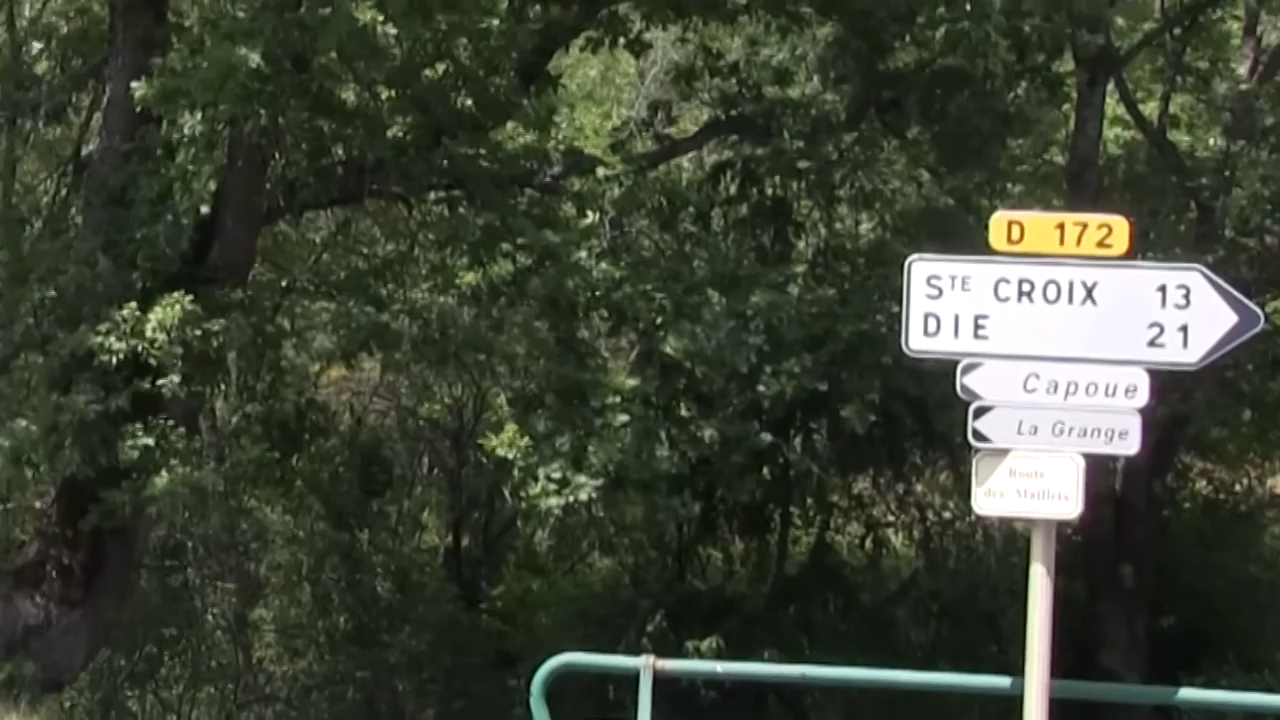 D 172
STE CROIX 13
DIE 21
Capoue
La Grange
Route
des Maillets